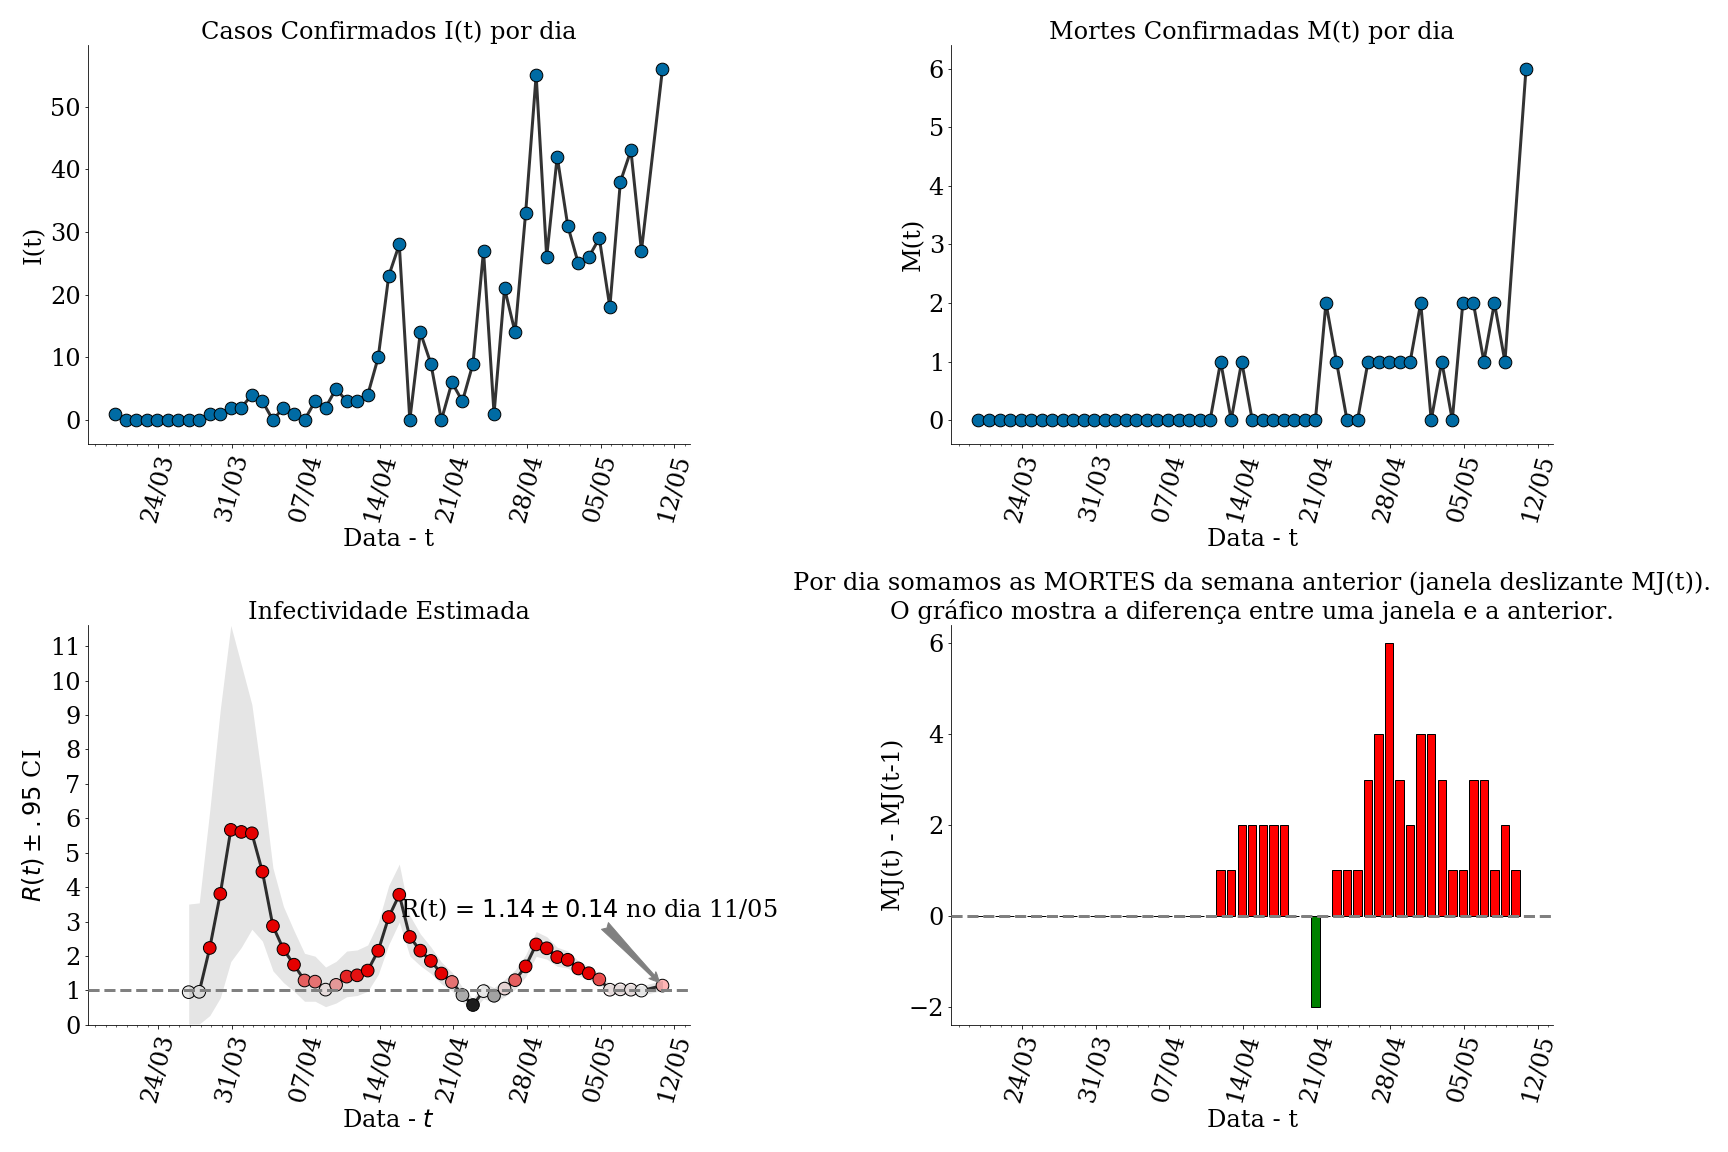 Casos Confirmados I(t) por dia
I(t)
50
40
30
20
10
0
24/03 31/03 07/04 14/04 21/04 28/04 05/05 12/05
Data - t
Mortes Confirmadas M(t) por dia
M(t)
6
5
4
3
2
1
0
24/03 31/03 07/04 14/04 21/04 28/04 05/05 12/05
Data - t
Infectividade Estimada
R(t) ± .95 CI
11
10
9
8
7
6
5
4
3
2
1
0
R(t) = 1.14 ± 0.14 no dia 11/05
24/03 31/03 07/04 14/04 21/04 28/04 05/05 12/05
Data - t
Por dia somamos as MORTES da semana anterior (janela deslizante MJ(t)).
O gráfico mostra a diferença entre uma janela e a anterior.
MJ(t) - MJ(t-1)
6
4
2
0
−2
24/03 31/03 07/04 14/04 21/04 28/04 05/05 12/05
Data - t